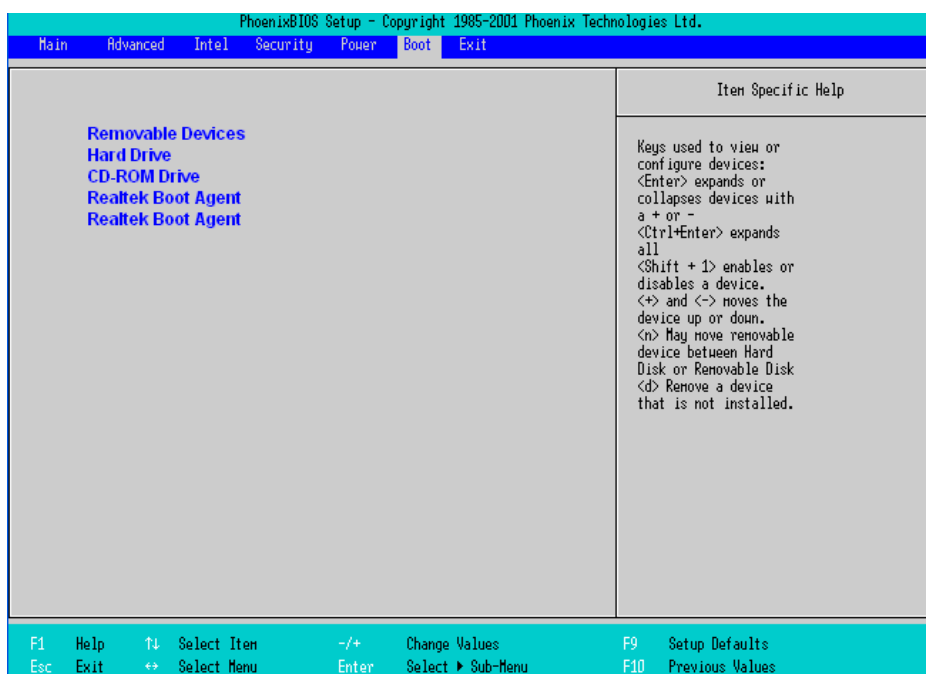 PhoenixBIOS Setup - Copyright 1985-2001 Phoenix Technologies Ltd.
Main Advanced Intel Security Power Boot Exit
Item Specific Help
Removable Devices
Hard Drive
CD-ROM Drive
Realtek Boot Agent
Realtek Boot Agent
Keys used to view or
configure devices:
<Enter> expands or
collapses devices with
a + or -
<Ctrl+Enter> expands
all
<Shift + 1> enables or
disables a device.
<+> and <-> moves the
device up or down.
<n> May move removable
device between Hard
Disk or Removable Disk
<d> Remove a device
that is not installed.
F1 Help ↑↓ Select Item -/+ Change Values F9 Setup Defaults
Esc Exit ↔ Select Menu Enter Select ▶ Sub-Menu F10 Previous Values